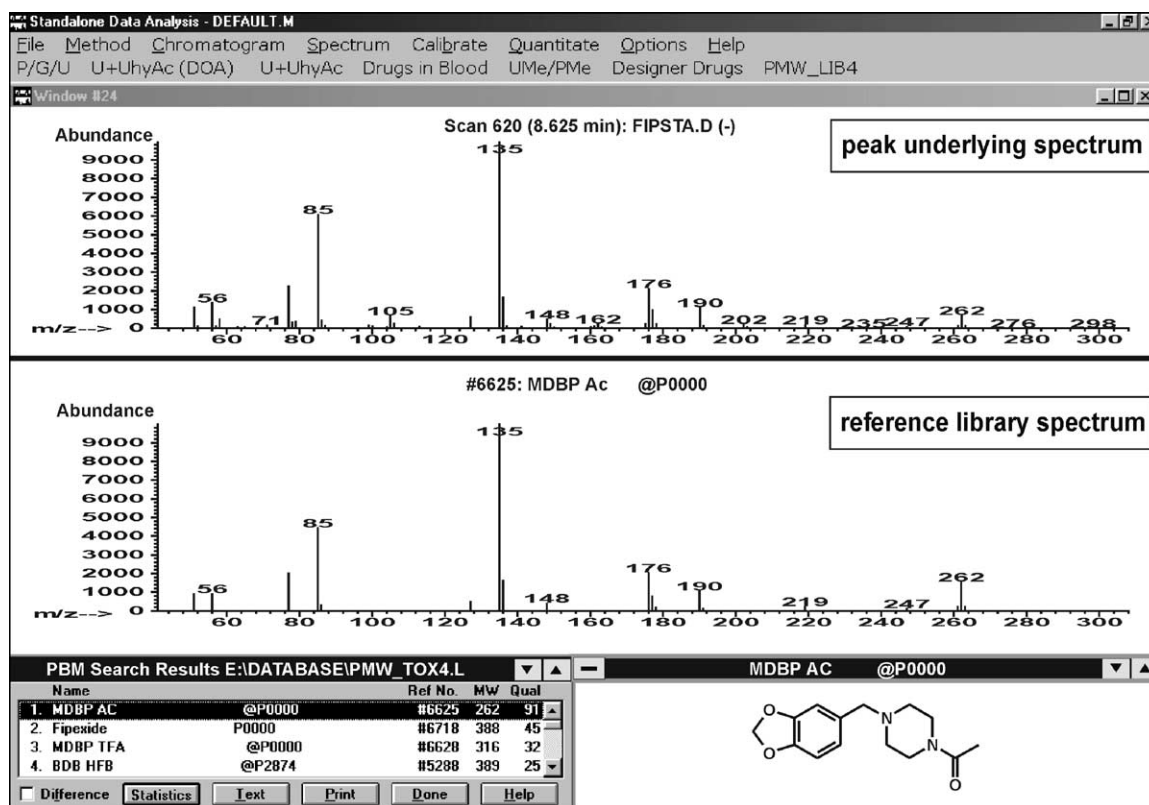 Standalone Data Analysis - DEFAULT.M
File Method Chromatogram Spectrum Calibrate Quantitate Options Help
P/G/U U+UhyAc (DOA) U+UhyAc Drugs in Blood UMe/PMe Designer Drugs PMW_LIB4
Window #24
Scan 620 (8.625 min): FIPSTA.D (-)
Abundance
peak underlying spectrum
135
9000
8000
7000
6000
85
5000
4000
3000
2000
176
1000
56
71
105
148
162
190
202
219
235
247
262
276
298
m/z-->
60 80 100 120 140 160 180 200 220 240 260 280 300
#6625: MDBP Ac @P0000
Abundance
reference library spectrum
135
9000
8000
7000
6000
5000
85
4000
3000
2000
176
1000
56
148
190
219
247
262
m/z-->
60 80 100 120 140 160 180 200 220 240 260 280 300
PBM Search Results E:\DATABASE\PMW_TOX4.L
Name Ref No. MW Qual
1. MDBP AC @P0000 #6625 262 91
2. Fipexide P0000 #6718 388 45
3. MDBP TFA @P0000 #6628 316 32
4. BDB HFB @P2874 #5288 389 25
Difference Statistics Text Print Done Help
MDBP AC @P0000
O
O
N
N
O